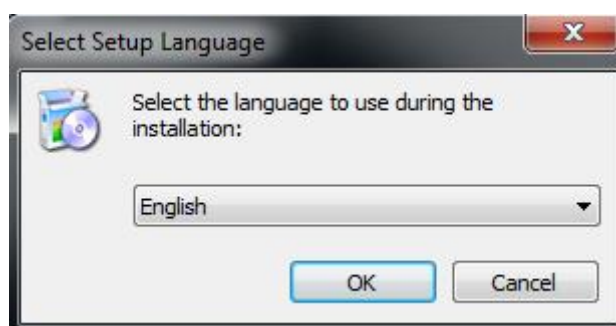 Select Setup Language
Select the language to use during the
installation:
English
OK
Cancel